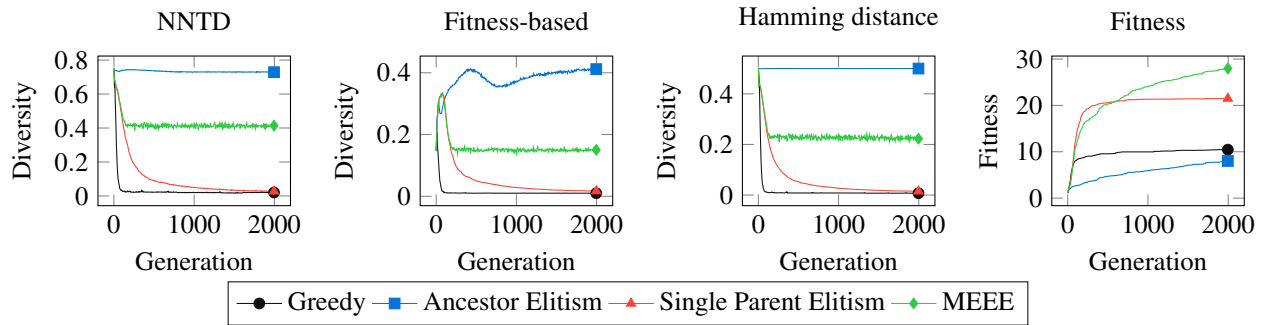 NNTD Fitness-based Hamming distance Fitness
0.8
0.6
0.4
0.2
0
Diversity
0 1000 2000
Generation
0.4
0.2
0
Diversity
0 1000 2000
Generation
0.4
0.2
0
Diversity
0 1000 2000
Generation
30
20
10
0
Fitness
0 1000 2000
Generation
Greedy Ancestor Elitism Single Parent Elitism MEEE